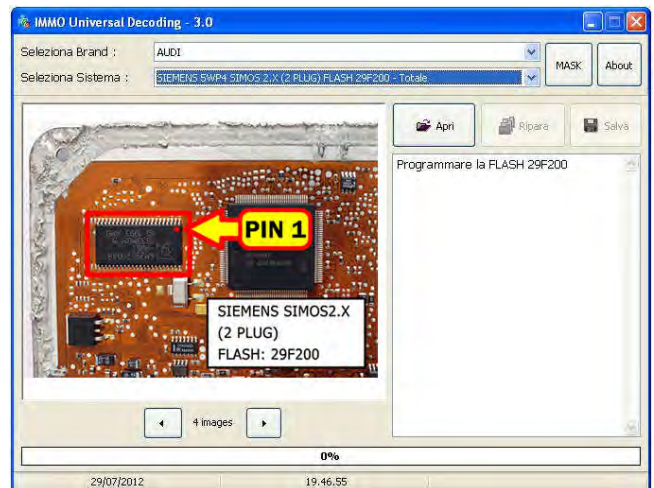 IMMO Universal Decoding - 3.0
Seleziona Brand :
AUDI
MASK
About
Seleziona Sistema :
SIEMENS 5WP4 SIMOS 2.X (2 PLUG) FLASH 29F200 - Totale
Apri
Ripara
Salva
Programmare la FLASH 29F200
PIN 1
SIEMENS SIMOS2.X
(2 PLUG)
FLASH: 29F200
4 images
0%
29/07/2012
19.46.55